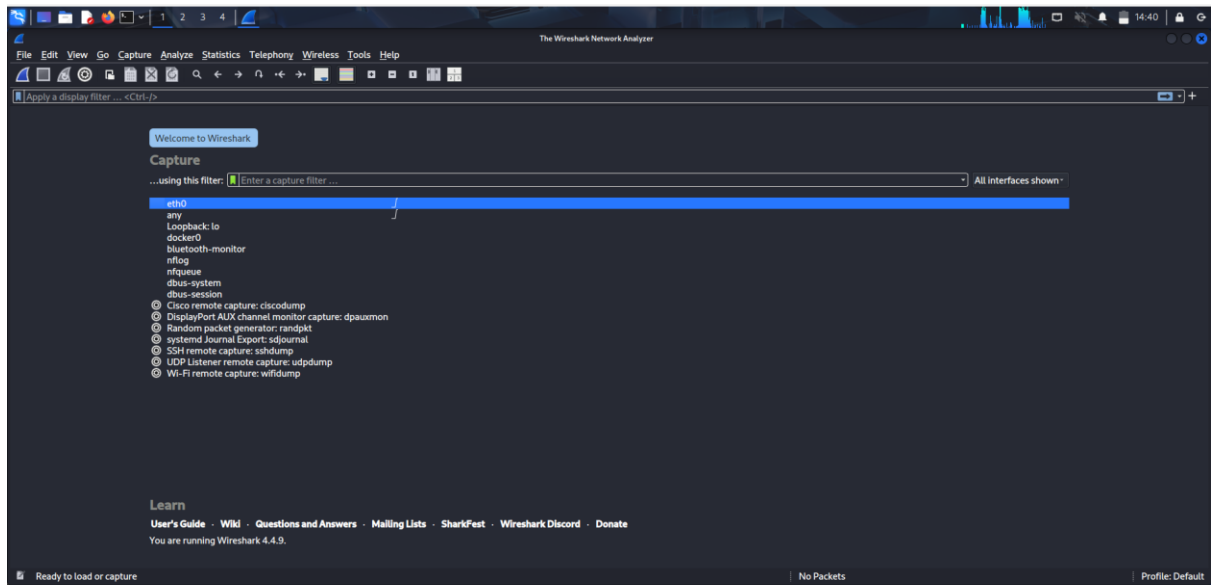 1 2 3 4 14:40
The Wireshark Network Analyzer
File Edit View Go Capture Analyze Statistics Telephony Wireless Tools Help
Apply a display filter ... <Ctrl-/>
Welcome to Wireshark
Capture
...using this filter: Enter a capture filter ... All interfaces shown
eth0
any
Loopback: lo
docker0
bluetooth-monitor
nflog
nfqueue
dbus-system
dbus-session
Cisco remote capture: ciscodump
DisplayPort AUX channel monitor capture: dpauxmon
Random packet generator: randpkt
systemd Journal Export: sdjournal
SSH remote capture: sshdump
UDP Listener remote capture: udpdump
Wi-Fi remote capture: wifidump
Learn
User's Guide · Wiki · Questions and Answers · Mailing Lists · SharkFest · Wireshark Discord · Donate
You are running Wireshark 4.4.9.
Ready to load or capture No Packets Profile: Default